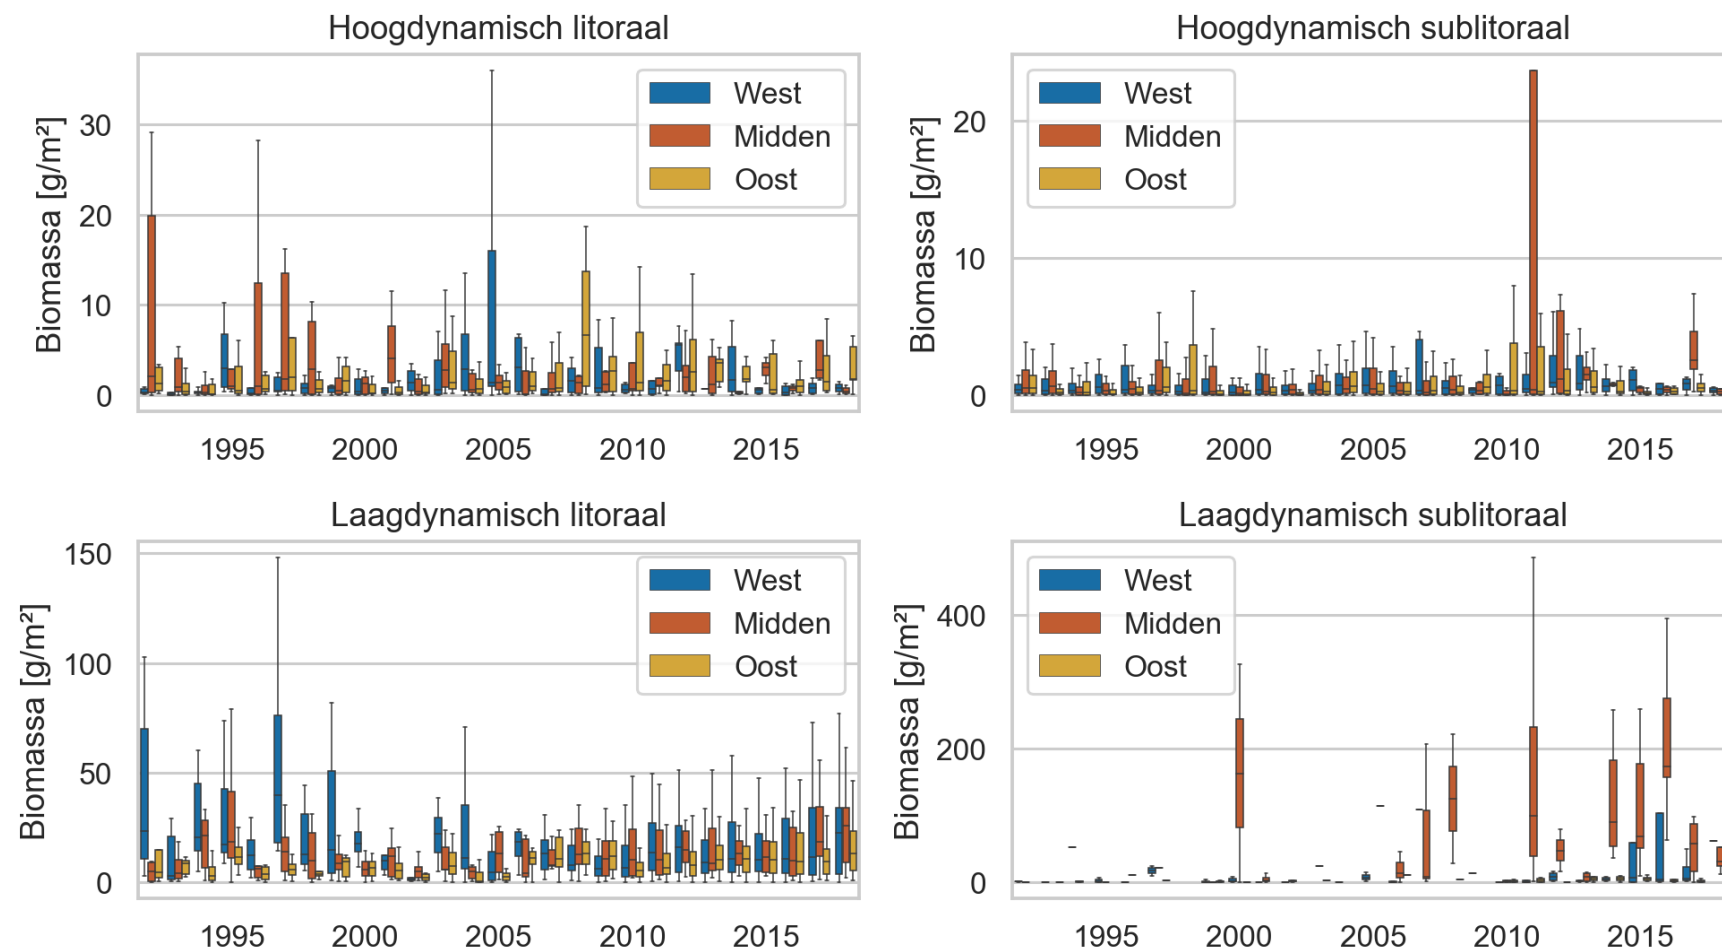 Hoogdynamisch litoraal
Biomassa [g/m²]
30
20
10
0
West
Midden
Oost
1995 2000 2005 2010 2015
Hoogdynamisch sublitoraal
Biomassa [g/m²]
20
10
0
West
Midden
Oost
1995 2000 2005 2010 2015
Laagdynamisch litoraal
Biomassa [g/m²]
150
100
50
0
West
Midden
Oost
1995 2000 2005 2010 2015
Laagdynamisch sublitoraal
Biomassa [g/m²]
400
200
0
West
Midden
Oost
1995 2000 2005 2010 2015